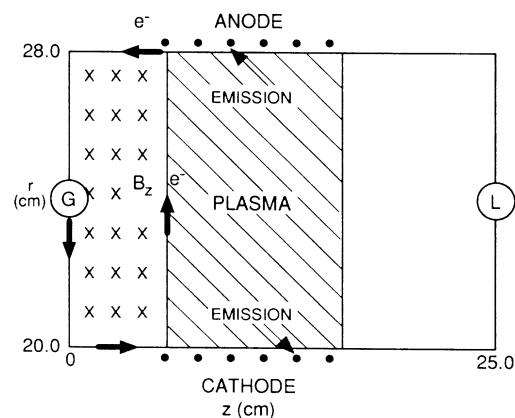 e- ANODE
28.0
EMISSION
X X X
X X X
X X X
r (cm) G X X B_z e- PLASMA L
X X X
X X X
X X X
EMISSION
20.0
0 25.0
CATHODE
z (cm)